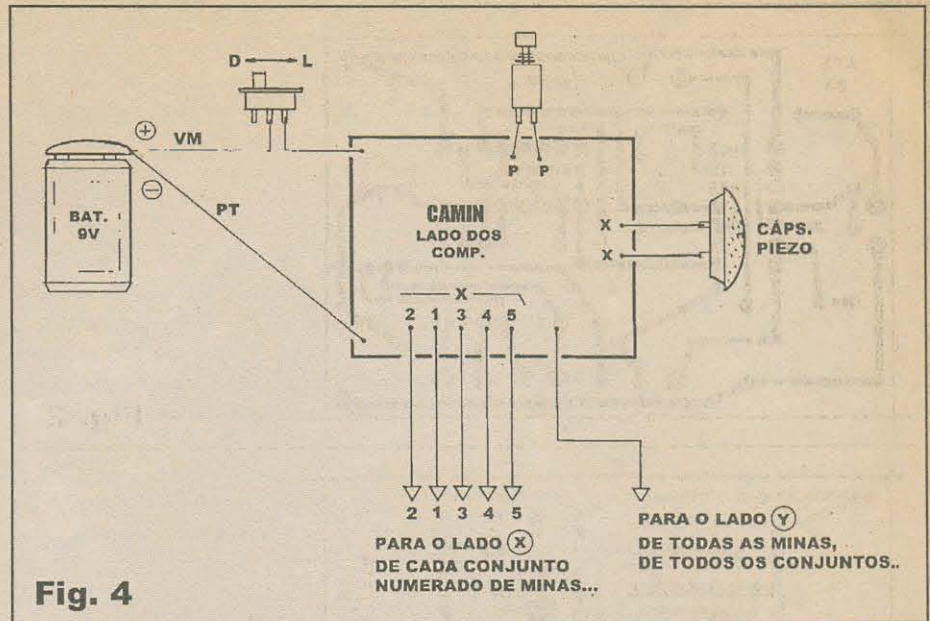 D L
+ VM
−
BAT.
9V
PT
P P
CAMIN
LADO DOS
COMP.
X
X
CÁPS.
PIEZO
X
2 1 3 4 5
2 1 3 4 5
PARA O LADO X
DE CADA CONJUNTO
NUMERADO DE MINAS...
PARA O LADO Y
DE TODAS AS MINAS,
DE TODOS OS CONJUNTOS..
Fig. 4